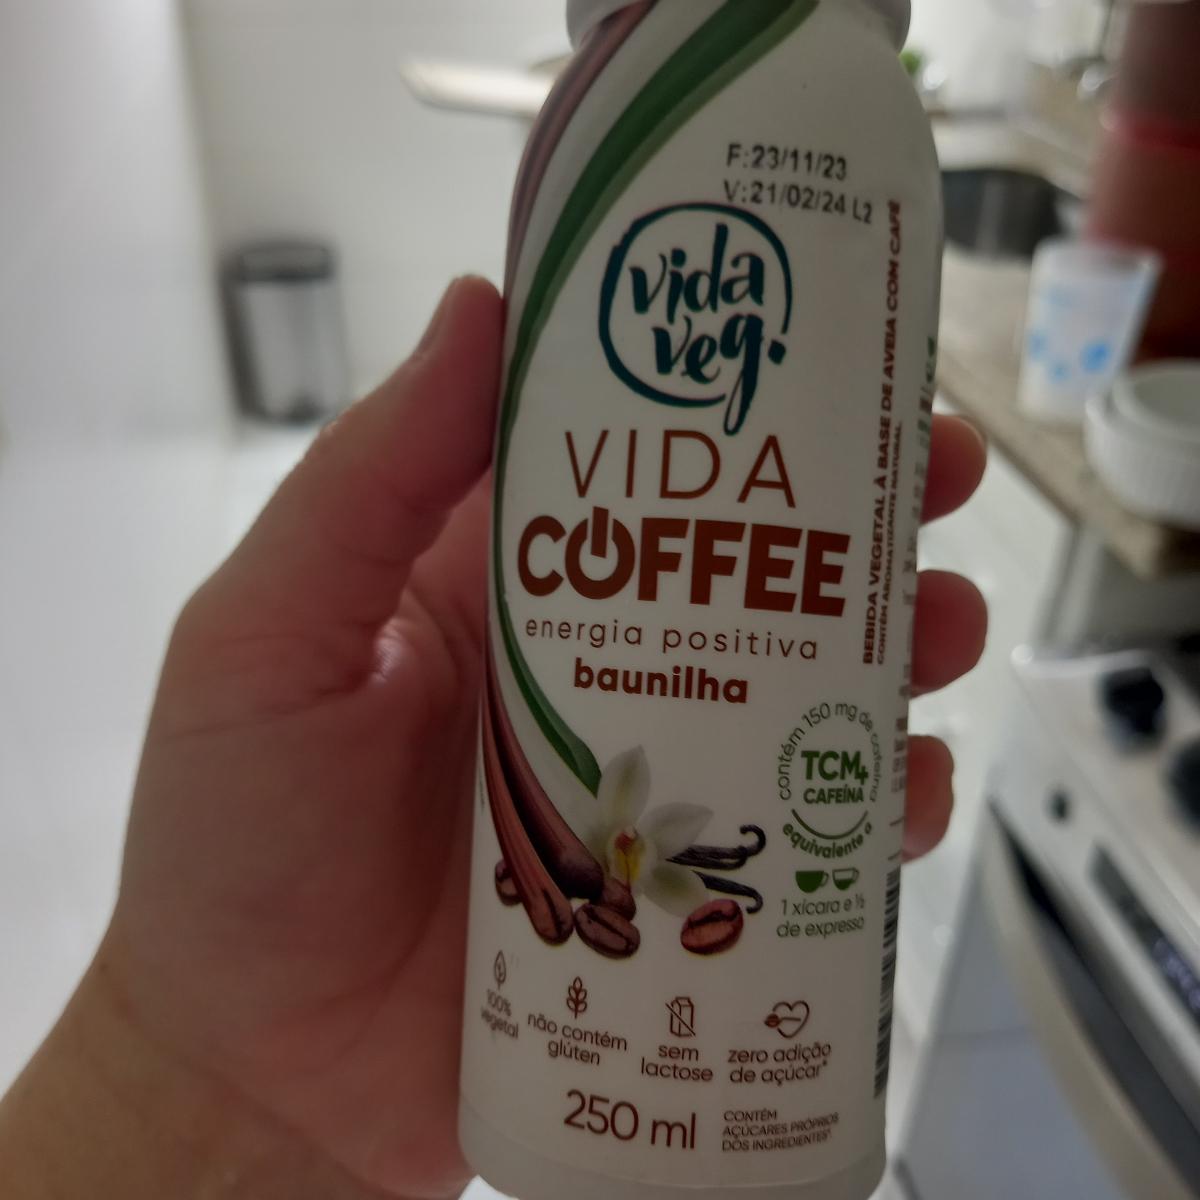 F:23/11/23
V:21/02/24 L2
vida
veg.
VIDA
COFFEE
energia positiva
baunilha
BEBIDA VEGETAL À BASE DE AVEIA COM CAFÉ
CONTÉM AROMATIZANTE NATURAL
contém 150 mg de cafeína
TCM+
CAFEÍNA
equivalente a
1 xícara e ½
de expresso
100%
vegetal
não contém
glúten
sem
lactose
zero adição
de açúcar*
250 ml
CONTÉM
AÇÚCARES PRÓPRIOS
DOS INGREDIENTES*.